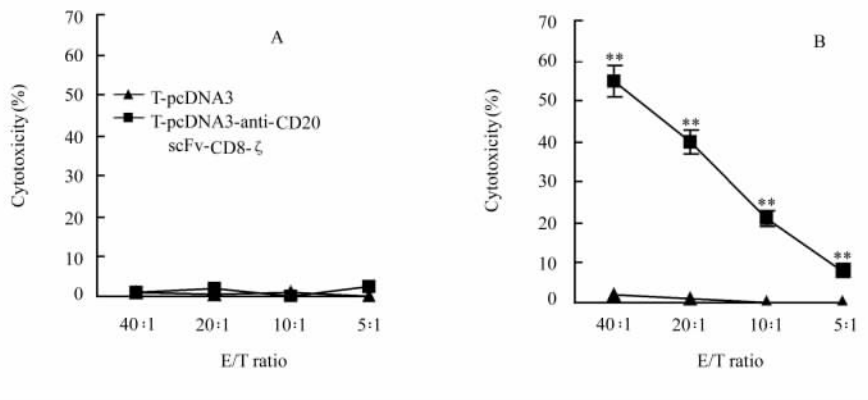 70
60
50
40
30
20
10
0
Cytotoxicity (%)
A
T-pcDNA3
T-pcDNA3-anti-CD20
scFv-CD8-ζ
40:1 20:1 10:1 5:1
E/T ratio
70
60
50
40
30
20
10
0
Cytotoxicity (%)
B
**
**
**
**
40:1 20:1 10:1 5:1
E/T ratio